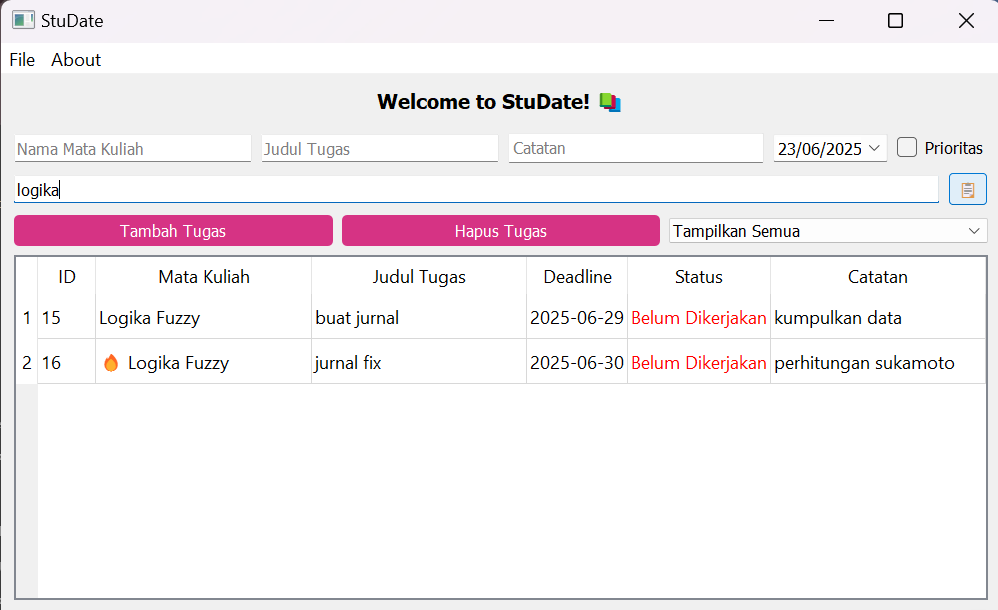 StuDate
File About
Welcome to StuDate!
Nama Mata Kuliah Judul Tugas Catatan 23/06/2025 Prioritas
logika
Tambah Tugas Hapus Tugas Tampilkan Semua
ID Mata Kuliah Judul Tugas Deadline Status Catatan
1 15 Logika Fuzzy buat jurnal 2025-06-29 Belum Dikerjakan kumpulkan data
2 16 🔥 Logika Fuzzy jurnal fix 2025-06-30 Belum Dikerjakan perhitungan sukamoto